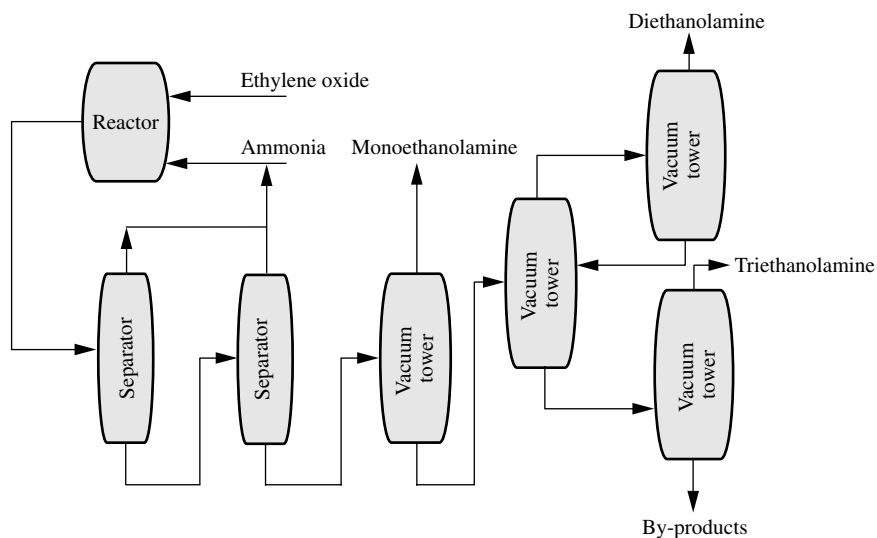 Diethanolamine
Ethylene oxide
Reactor
Ammonia
Monoethanolamine
Vacuum
tower
Separator
Separator
Vacuum
tower
Vacuum
tower
Triethanolamine
Vacuum
tower
By-products